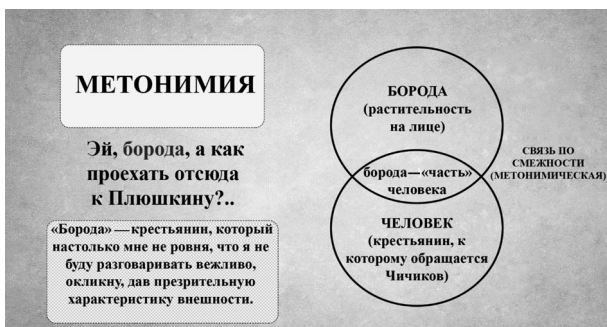 МЕТОНИМИЯ
Эй, борода, а как
проехать отсюда
к Плюшкину?..
«Борода» — крестьянин, который
настолько мне не ровня, что я не
буду разговаривать вежливо,
окликну, дав презрительную
характеристику внешности.
БОРОДА
(растительность
на лице)
борода—«часть»
человека
ЧЕЛОВЕК
(крестьянин, к
которому обращается
Чичиков)
СВЯЗЬ ПО
СМЕЖНОСТИ
(МЕТОНИМИЧЕСКАЯ)